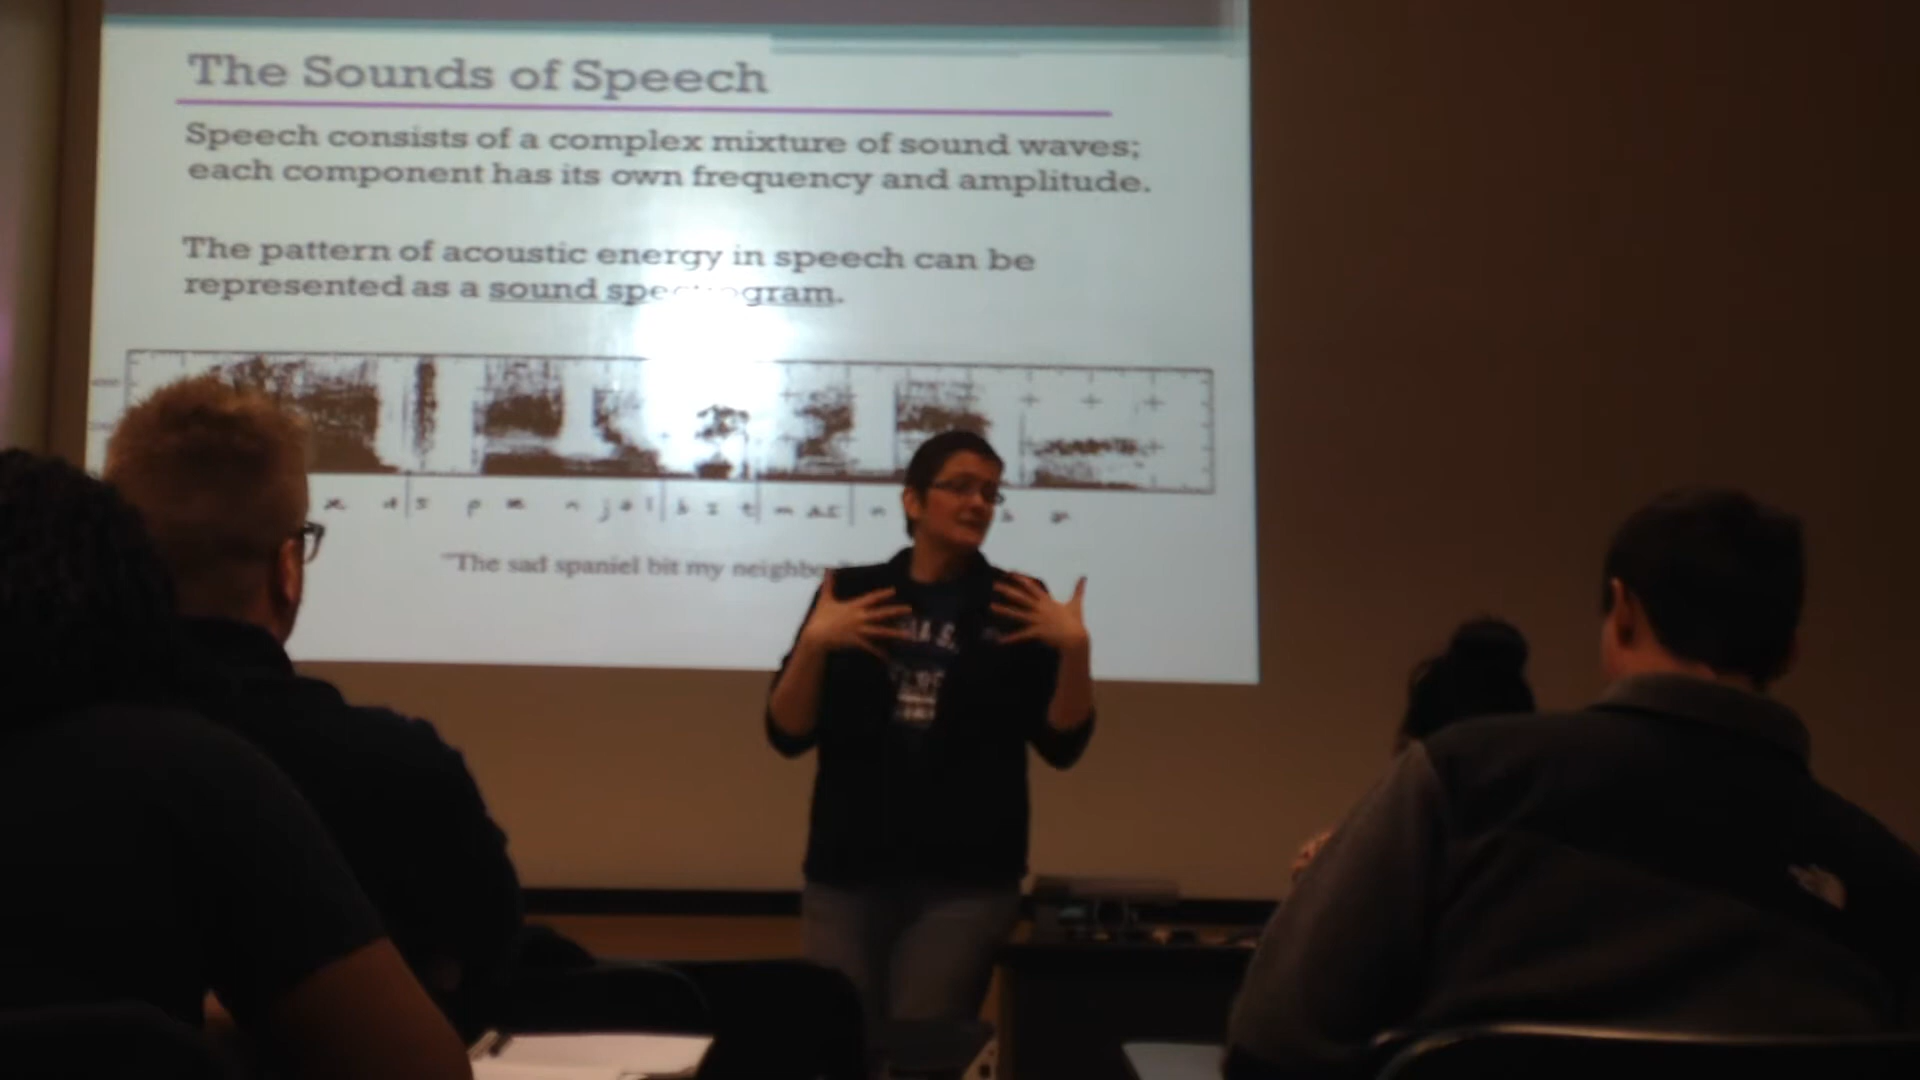 The Sounds of Speech
Speech consists of a complex mixture of sound waves;
each component has its own frequency and amplitude.
The pattern of acoustic energy in speech can be
represented as a sound
"The sad spaniel bit my